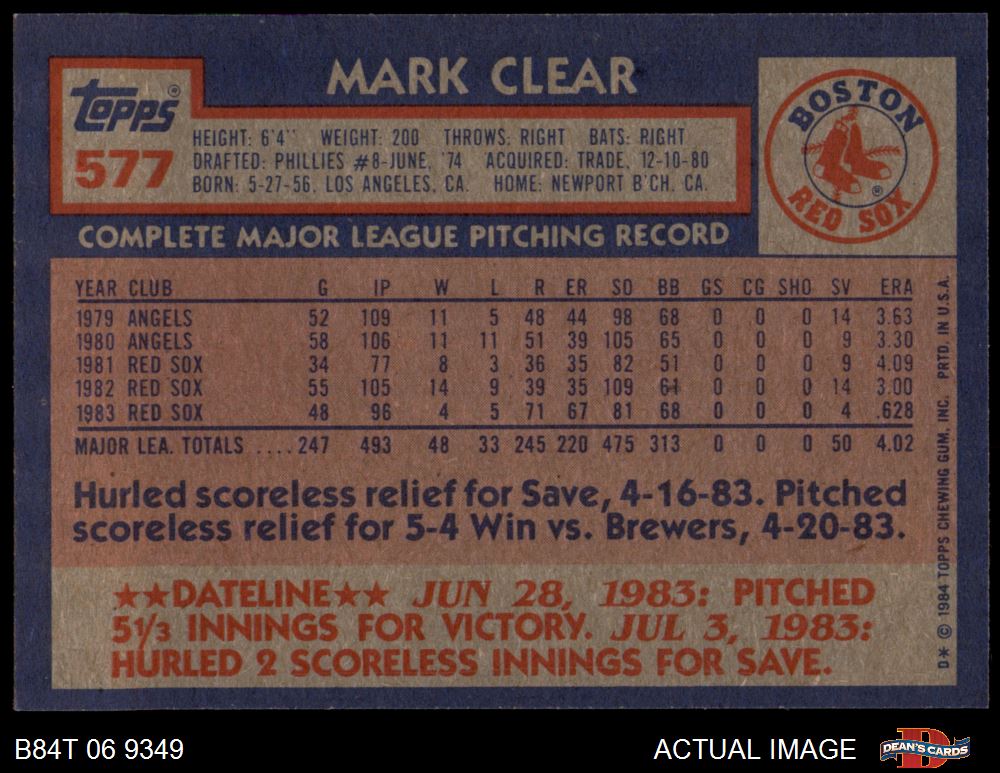 MARK CLEAR
Topps®
577
HEIGHT: 6'4" WEIGHT: 200 THROWS: RIGHT BATS: RIGHT
DRAFTED: PHILLIES #8-JUNE, '74 ACQUIRED: TRADE, 12-10-80
BORN: 5-27-56, LOS ANGELES, CA. HOME: NEWPORT B'CH, CA.
BOSTON
RED SOX
®
COMPLETE MAJOR LEAGUE PITCHING RECORD
YEAR CLUB G IP W L R ER SO BB GS CG SHO SV ERA
1979 ANGELS 52 109 11 5 48 44 98 68 0 0 0 14 3.63
1980 ANGELS 58 106 11 11 51 39 105 65 0 0 0 9 3.30
1981 RED SOX 34 77 8 3 36 35 82 51 0 0 0 9 4.09
1982 RED SOX 55 105 14 9 39 35 109 61 0 0 0 14 3.00
1983 RED SOX 48 96 4 5 71 67 81 68 0 0 0 4 .628
MAJOR LEA. TOTALS ....247 493 48 33 245 220 475 313 0 0 0 50 4.02
Hurled scoreless relief for Save, 4-16-83. Pitched
scoreless relief for 5-4 Win vs. Brewers, 4-20-83.
★★DATELINE★★ JUN 28, 1983: PITCHED
5⅓ INNINGS FOR VICTORY. JUL 3, 1983:
HURLED 2 SCORELESS INNINGS FOR SAVE.
D* © 1984 TOPPS CHEWING GUM, INC. PRTD. IN U.S.A.
B84T 06 9349
ACTUAL IMAGE
DEAN'S CARDS